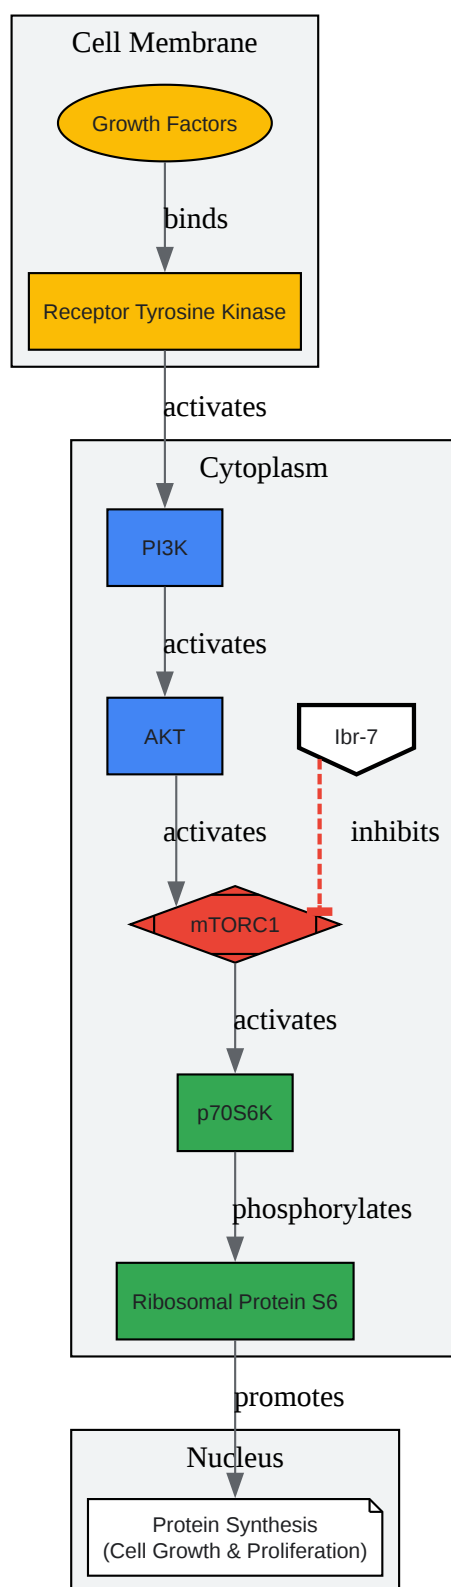 Cell Membrane
Growth Factors
binds
Receptor Tyrosine Kinase
activates
Cytoplasm
PI3K
activates
AKT
Ibr-7
activates
inhibits
mTORC1
activates
p70S6K
phosphorylates
Ribosomal Protein S6
promotes
Nucleus
Protein Synthesis
(Cell Growth & Proliferation)